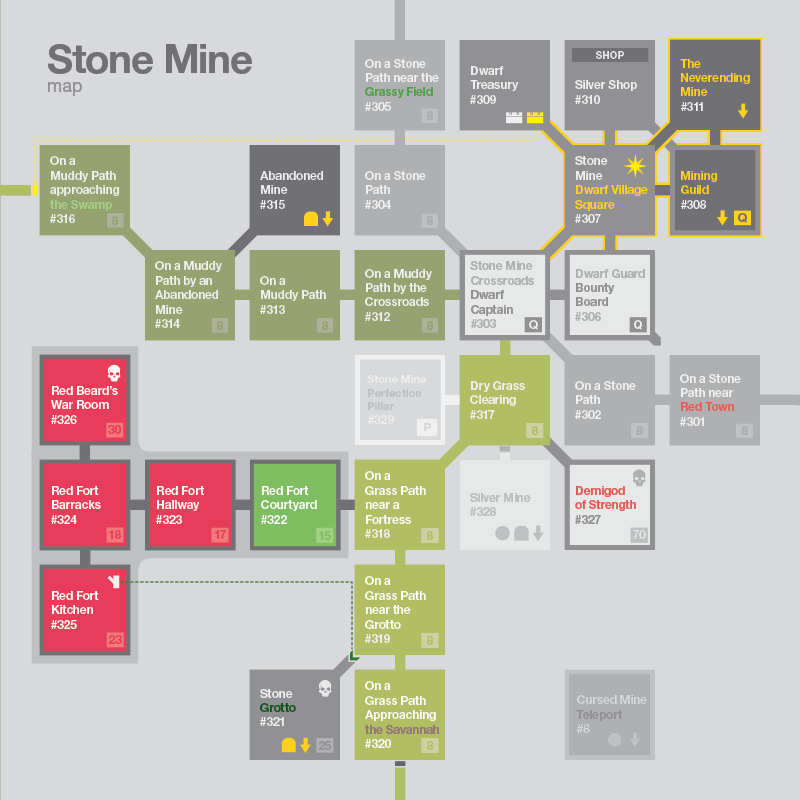 Stone Mine
map
On a Stone
Path near the
Grassy Field
#305
8
Dwarf
Treasury
#309
SHOP
Silver Shop
#310
The
Neverending
Mine
#311
On a
Muddy Path
approaching
the Swamp
#316
8
Abandoned
Mine
#315
On a Stone
Path
#304
8
Stone
Mine
Dwarf Village
Square
#307
Mining
Guild
#308
Q
On a Muddy
Path by an
Abandoned
Mine
#314
8
On a
Muddy Path
#313
8
On a Muddy
Path by the
Crossroads
#312
8
Stone Mine
Crossroads
Dwarf
Captain
#303
Q
Dwarf Guard
Bounty
Board
#306
Q
Red Beard's
War Room
#326
30
Stone Mine
Perfection
Pillar
#329
P
Dry Grass
Clearing
#317
8
On a Stone
Path
#302
8
On a Stone
Path near
Red Town
#301
8
Red Fort
Barracks
#324
18
Red Fort
Hallway
#323
17
Red Fort
Courtyard
#322
15
On a
Grass Path
near a
Fortress
#318
8
Silver Mine
#328
Demigod
of Strength
#327
70
Red Fort
Kitchen
#325
23
On a
Grass Path
near the
Grotto
#319
8
Stone
Grotto
#321
25
On a
Grass Path
Approaching
the Savannah
#320
8
Cursed Mine
Teleport
#8